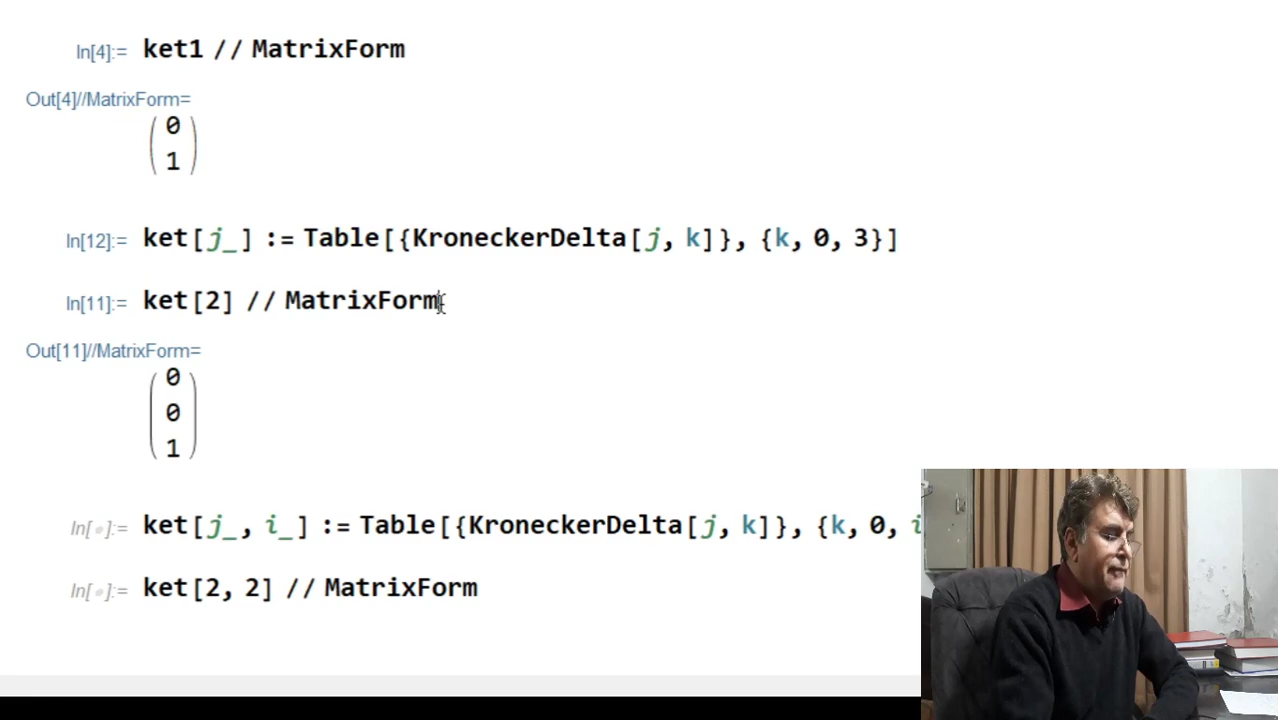 In[4]:= ket1 // MatrixForm
Out[4]//MatrixForm=
0
1
In[12]:= ket[j_] := Table[{KroneckerDelta[j, k]}, {k, 0, 3}]
In[11]:= ket[2] // MatrixForm
Out[11]//MatrixForm=
0
0
1
In[•]:= ket[j_, i_] := Table[{KroneckerDelta[j, k]}, {k, 0, i
In[•]:= ket[2, 2] // MatrixForm